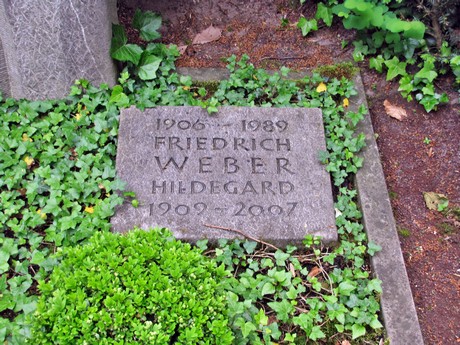 1906 - 1989
FRIEDRICH
WEBER
HILDEGARD
1909 - 2007